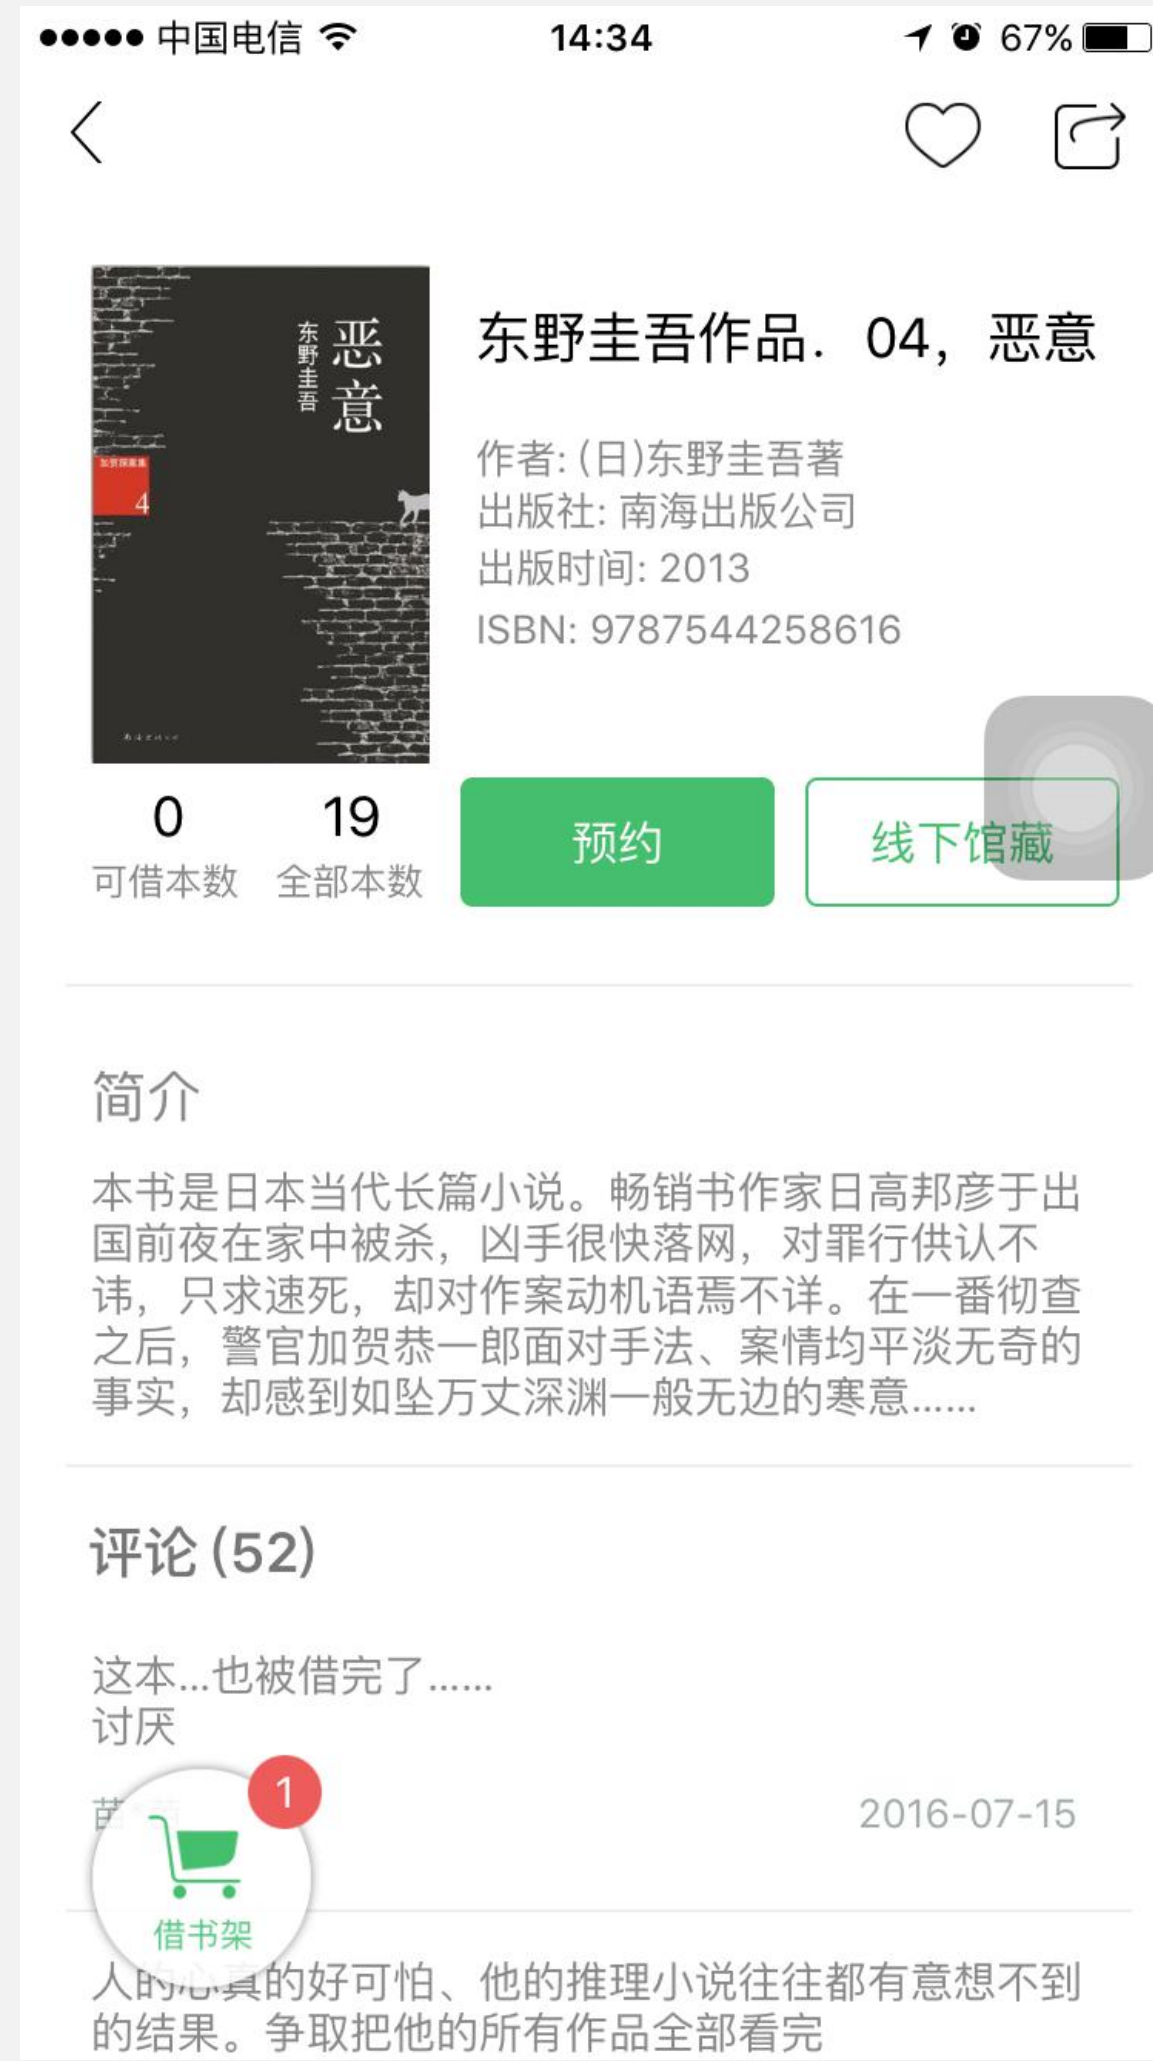 中国电信
14:34
67%
恶意
东野圭吾
加贺探案集
4
东野圭吾作品．04，恶意
作者: (日)东野圭吾著
出版社: 南海出版公司
出版时间: 2013
ISBN: 9787544258616
0
19
可借本数
全部本数
预约
线下馆藏
简介
本书是日本当代长篇小说。畅销书作家日高邦彦于出
国前夜在家中被杀，凶手很快落网，对罪行供认不
讳，只求速死，却对作案动机语焉不详。在一番彻查
之后，警官加贺恭一郎面对手法、案情均平淡无奇的
事实，却感到如坠万丈深渊一般无边的寒意……
评论(52)
这本...也被借完了......
讨厌
苗
2016-07-15
1
借书架
人的心真的好可怕、他的推理小说往往都有意想不到
的结果。争取把他的所有作品全部看完